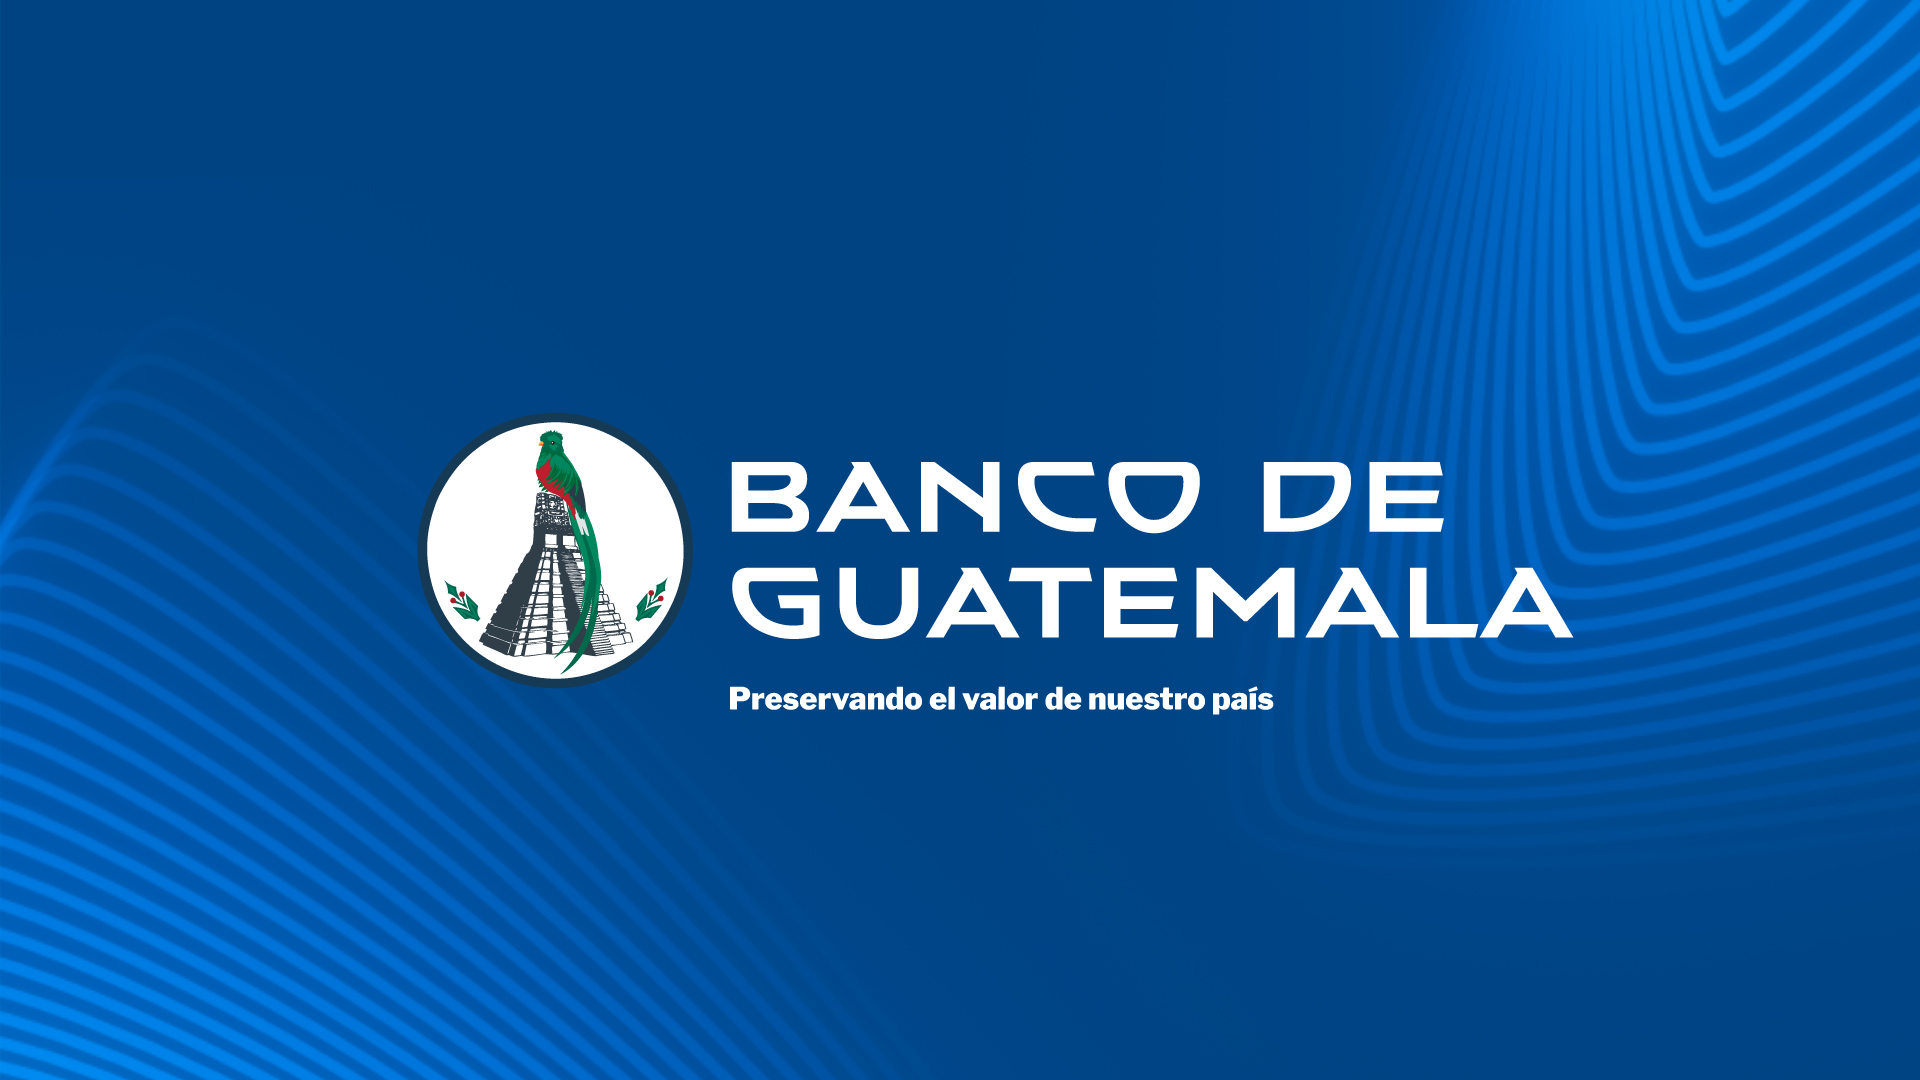 BANCO DE
GUATEMALA
Preservando el valor de nuestro país